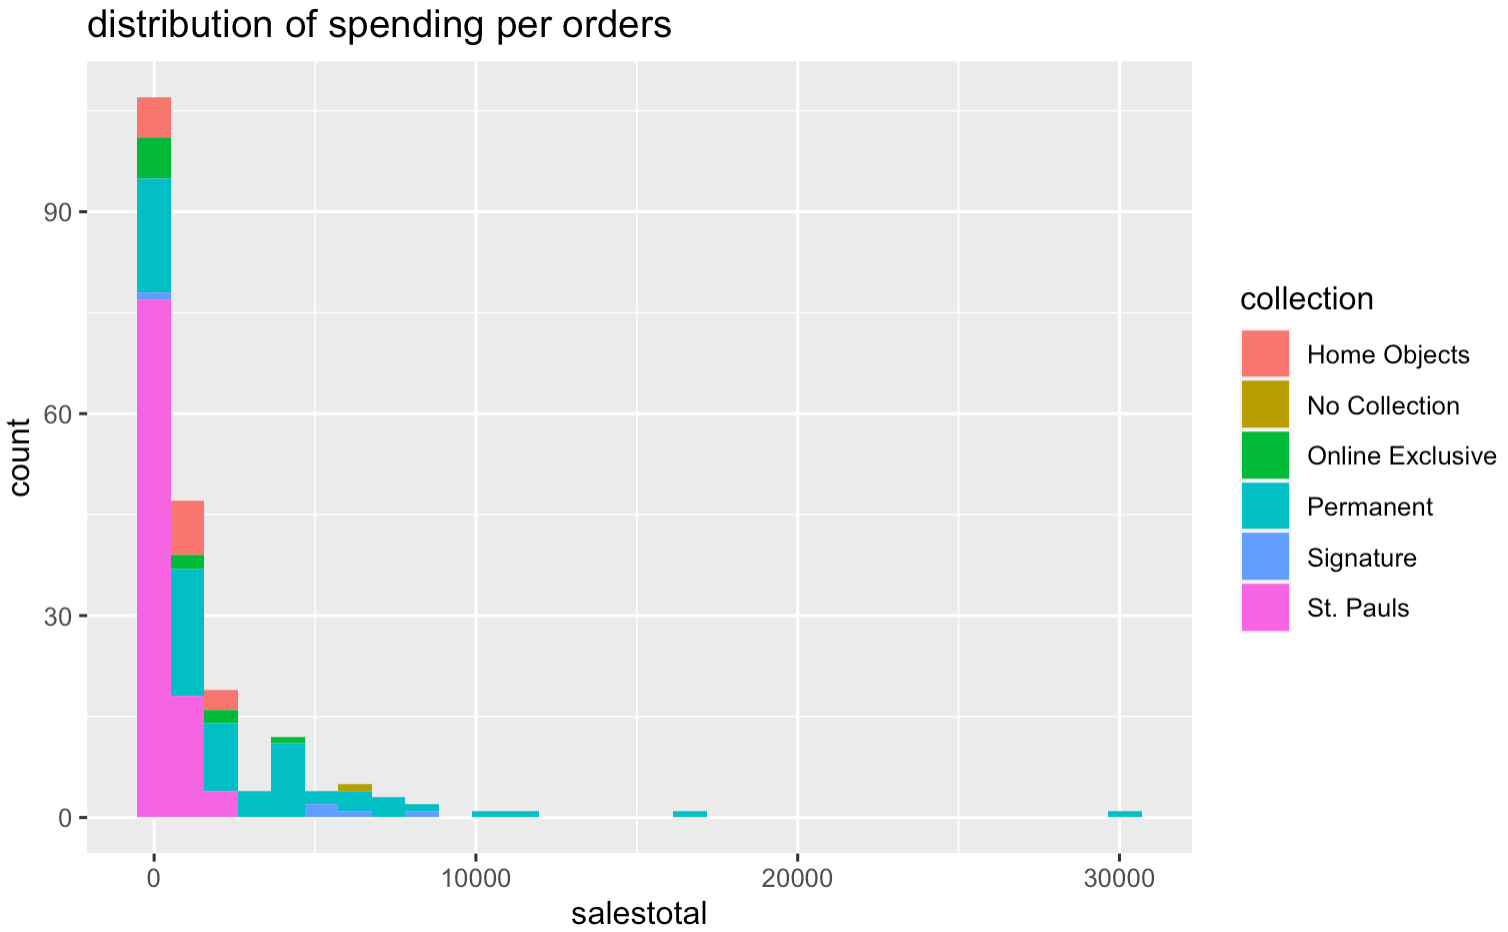 distribution of spending per orders
count
90
60
30
0
0 10000 20000 30000
salestotal
collection
Home Objects
No Collection
Online Exclusive
Permanent
Signature
St. Pauls